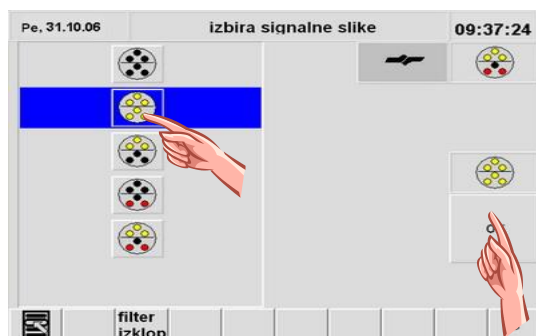 Pe, 31.10.06
izbira signalne slike
09:37:24
filter
izklop